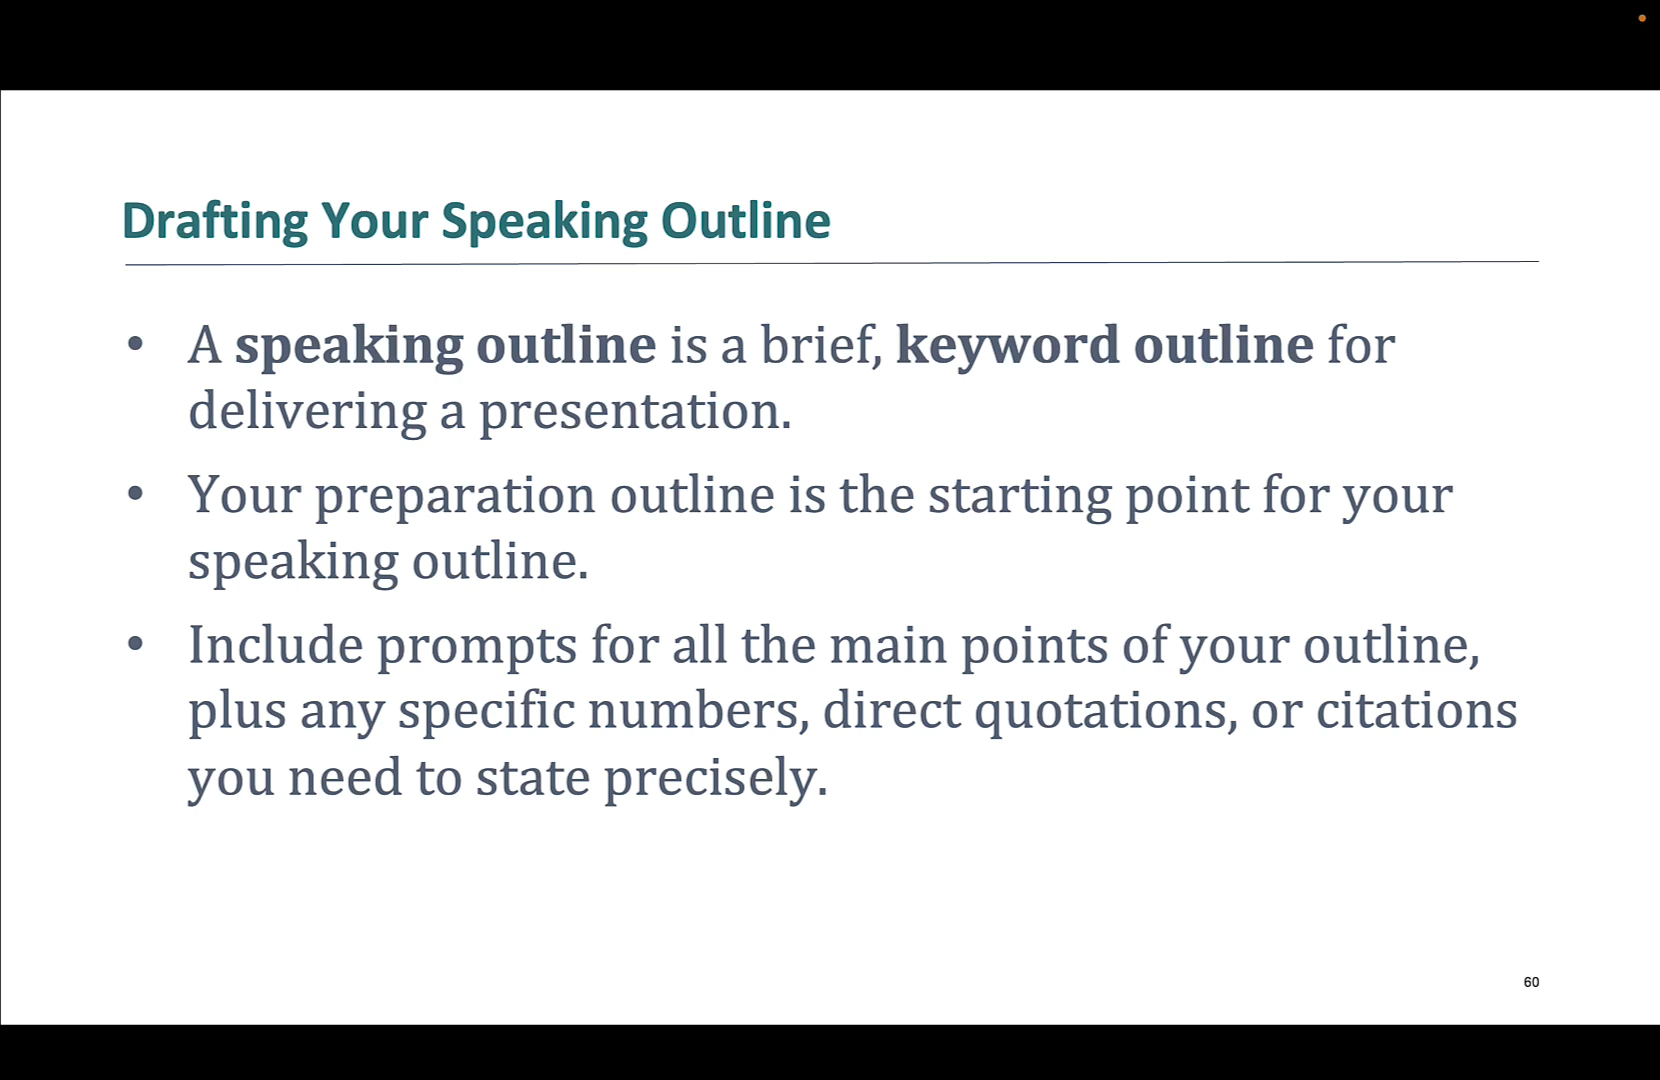 Drafting Your Speaking Outline
• A speaking outline is a brief, keyword outline for
delivering a presentation.
• Your preparation outline is the starting point for your
speaking outline.
• Include prompts for all the main points of your outline,
plus any specific numbers, direct quotations, or citations
you need to state precisely.
60